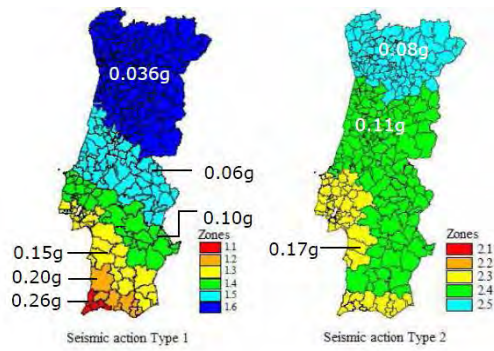 0.036g
0.06g
0.10g
0.15g
0.20g
0.26g
Zones
1.1
1.2
1.3
1.4
1.5
1.6
Seismic action Type 1
0.08g
0.11g
0.17g
Zones
2.1
2.2
2.3
2.4
2.5
Seismic action Type 2